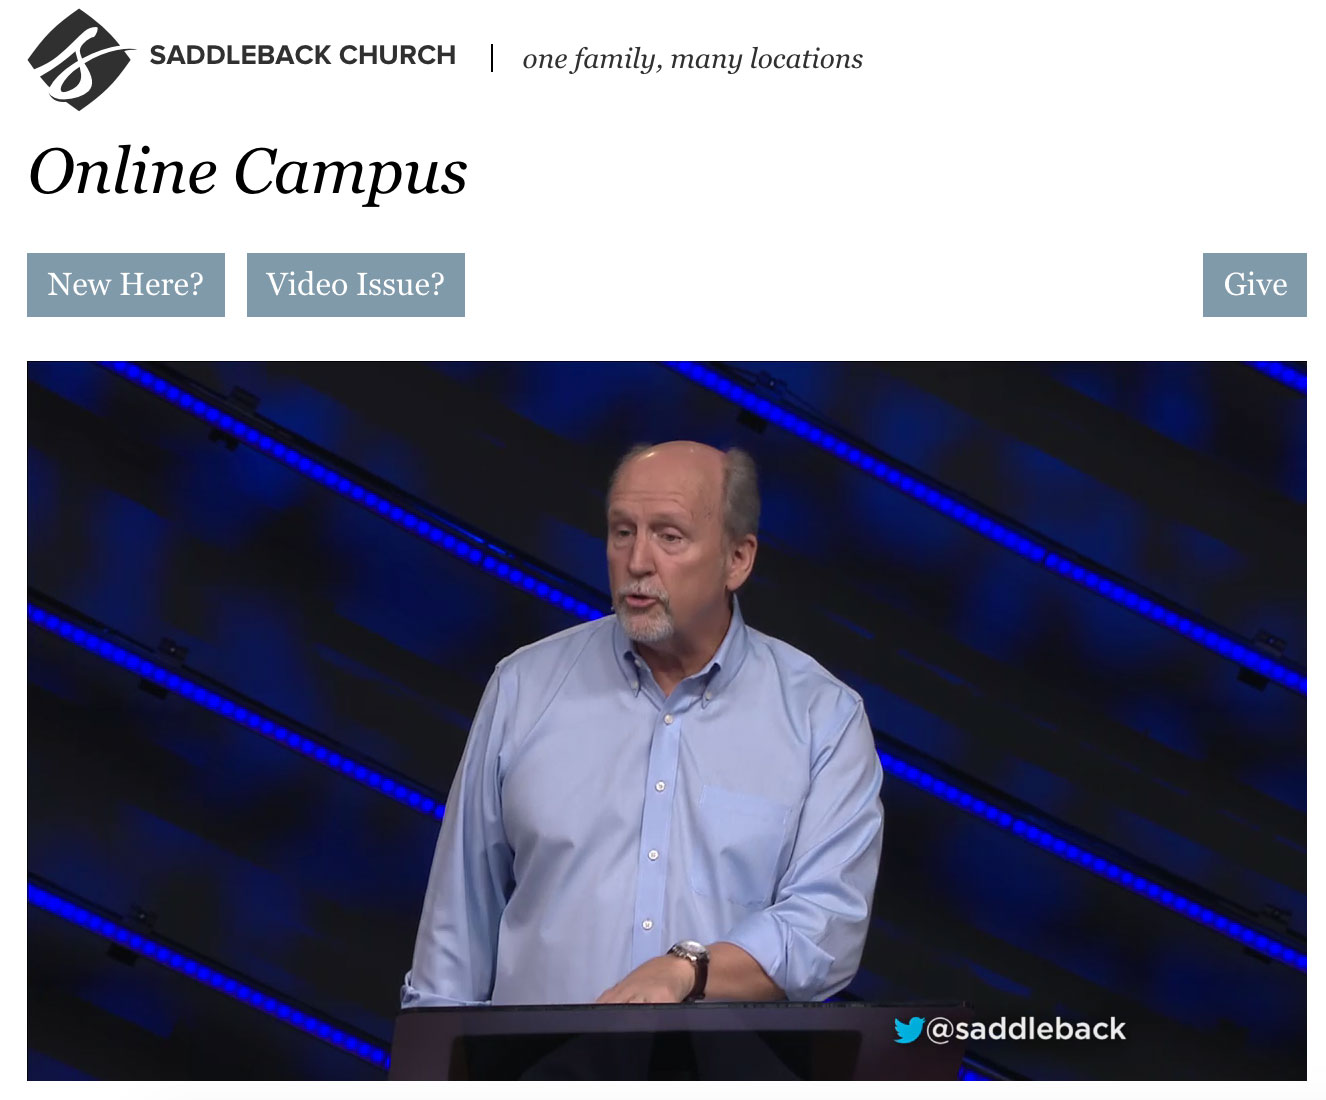 SADDLEBACK CHURCH | one family, many locations
Online Campus
New Here? Video Issue? Give
@saddleback